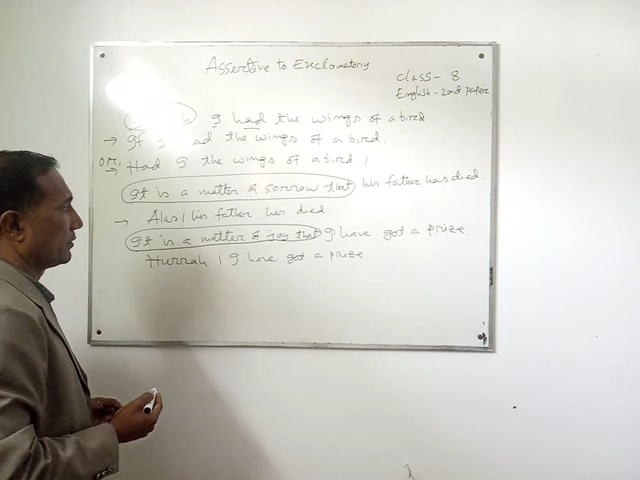 Assertive to Exclamatory
class - 8
English - 2nd paper
I had the wings of a bird.
→ If I had the wings of a bird.
or, → Had I the wings of a bird!
It is a matter of sorrow that his father has died.
→ Alas! his father has died.
It is a matter of joy that I have got a prize.
Hurrah! I have got a prize